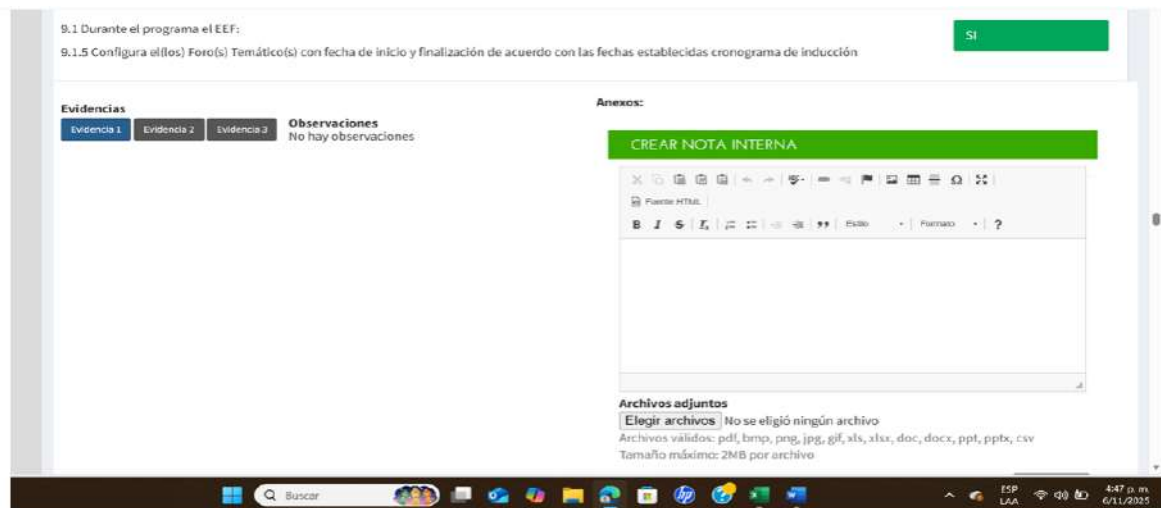 9.1 Durante el programa el EEF:
9.1.5 Configura el(los) Foro(s) Temático(s) con fecha de inicio y finalización de acuerdo con las fechas establecidas cronograma de inducción
SI
Evidencias
Evidencia 1 Evidencia 2 Evidencia 3
Observaciones
No hay observaciones
Anexos:
CREAR NOTA INTERNA
Fuente HTML
B I S Estilo Formato ?
Archivos adjuntos
Elegir archivos No se eligió ningún archivo
Archivos válidos: pdf, bmp, png, jpg, gif, xls, xlsx, doc, docx, ppt, pptx, csv
Tamaño máximo: 2MB por archivo
Buscar
ESP
LAA
4:47 p. m.
6/11/2025